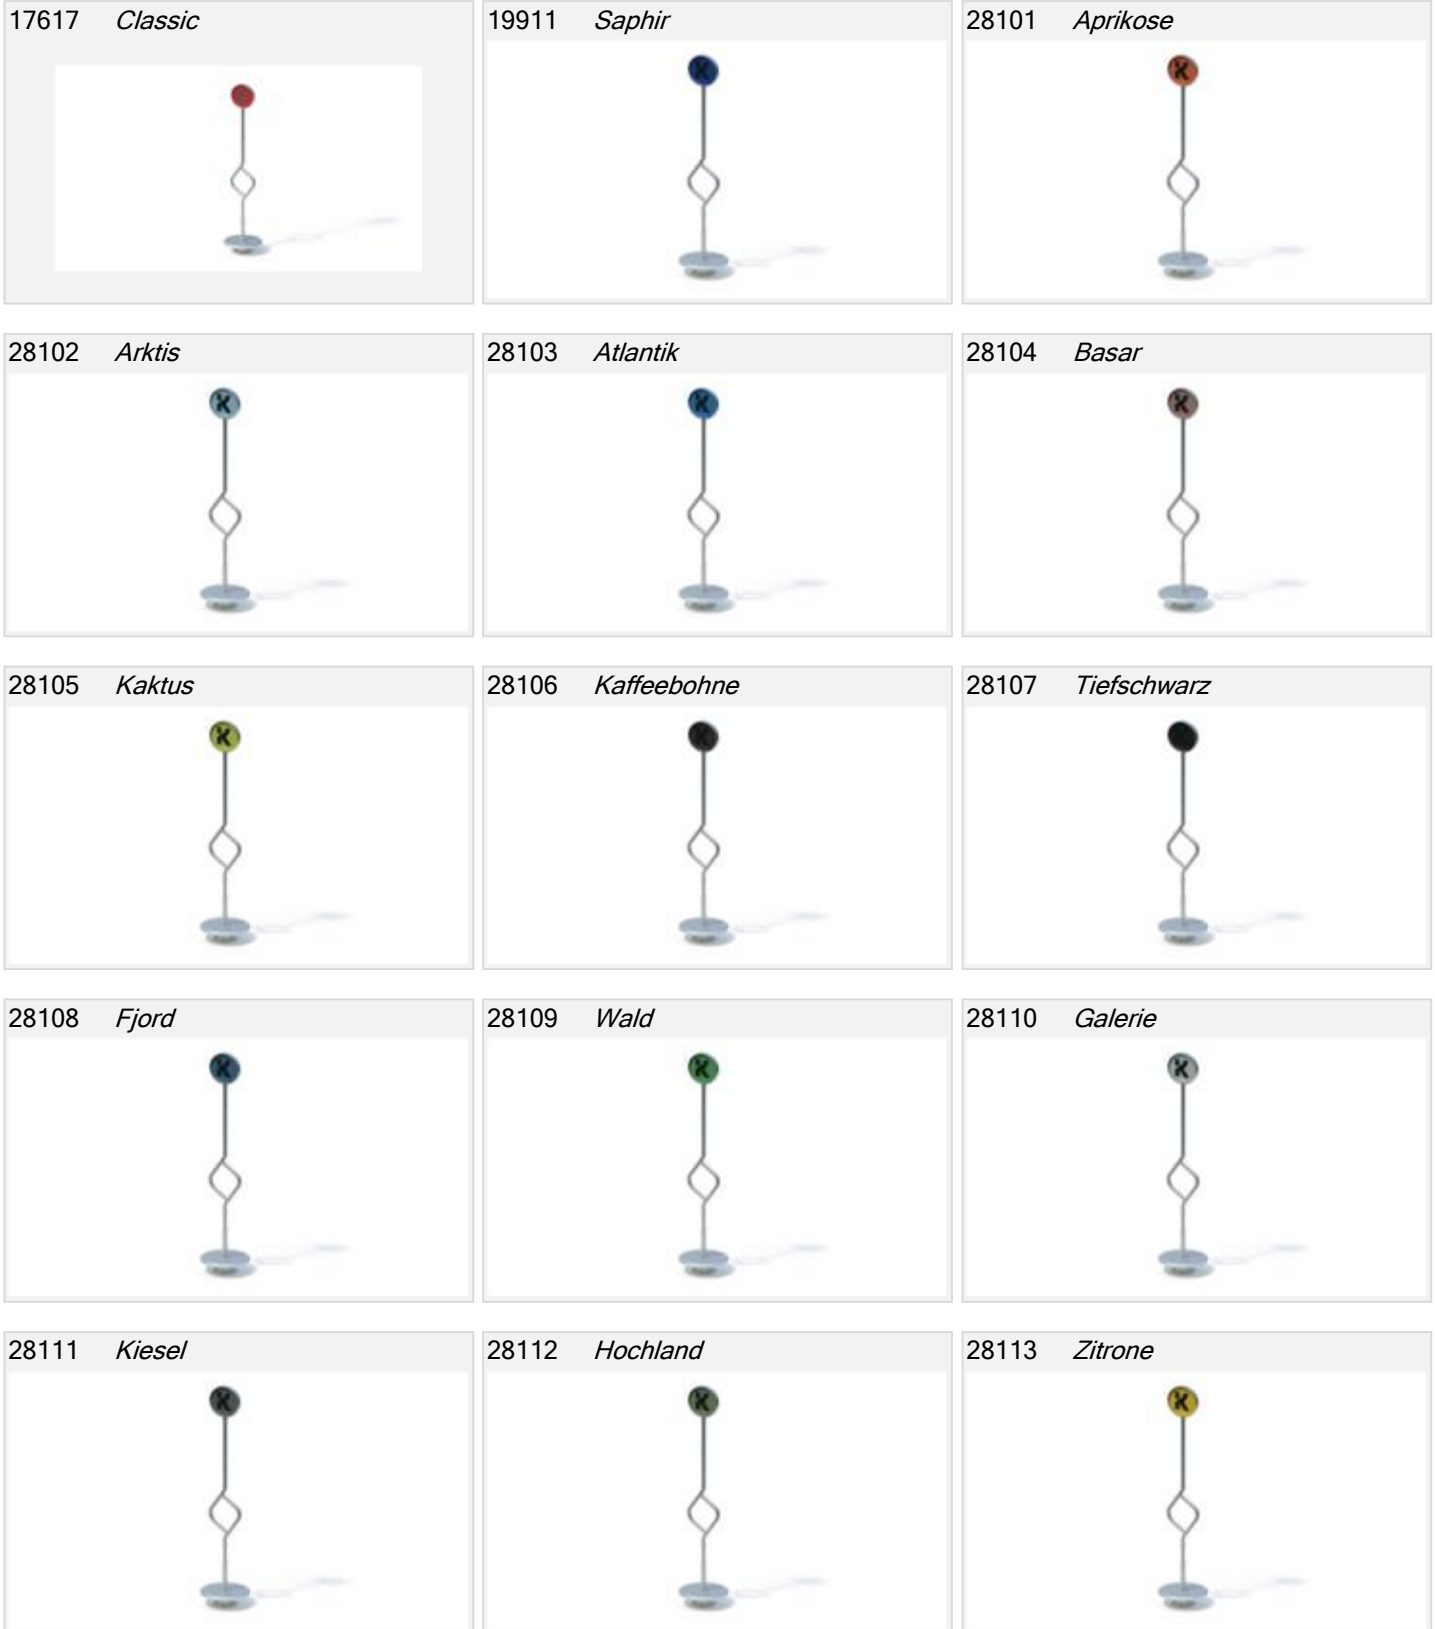 17617 Classic
19911 Saphir
28101 Aprikose
K
K
28102 Arktis
28103 Atlantik
28104 Basar
K
K
K
28105 Kaktus
28106 Kaffeebohne
28107 Tiefschwarz
K
K
28108 Fjord
28109 Wald
28110 Galerie
K
K
K
28111 Kiesel
28112 Hochland
28113 Zitrone
K
K
K